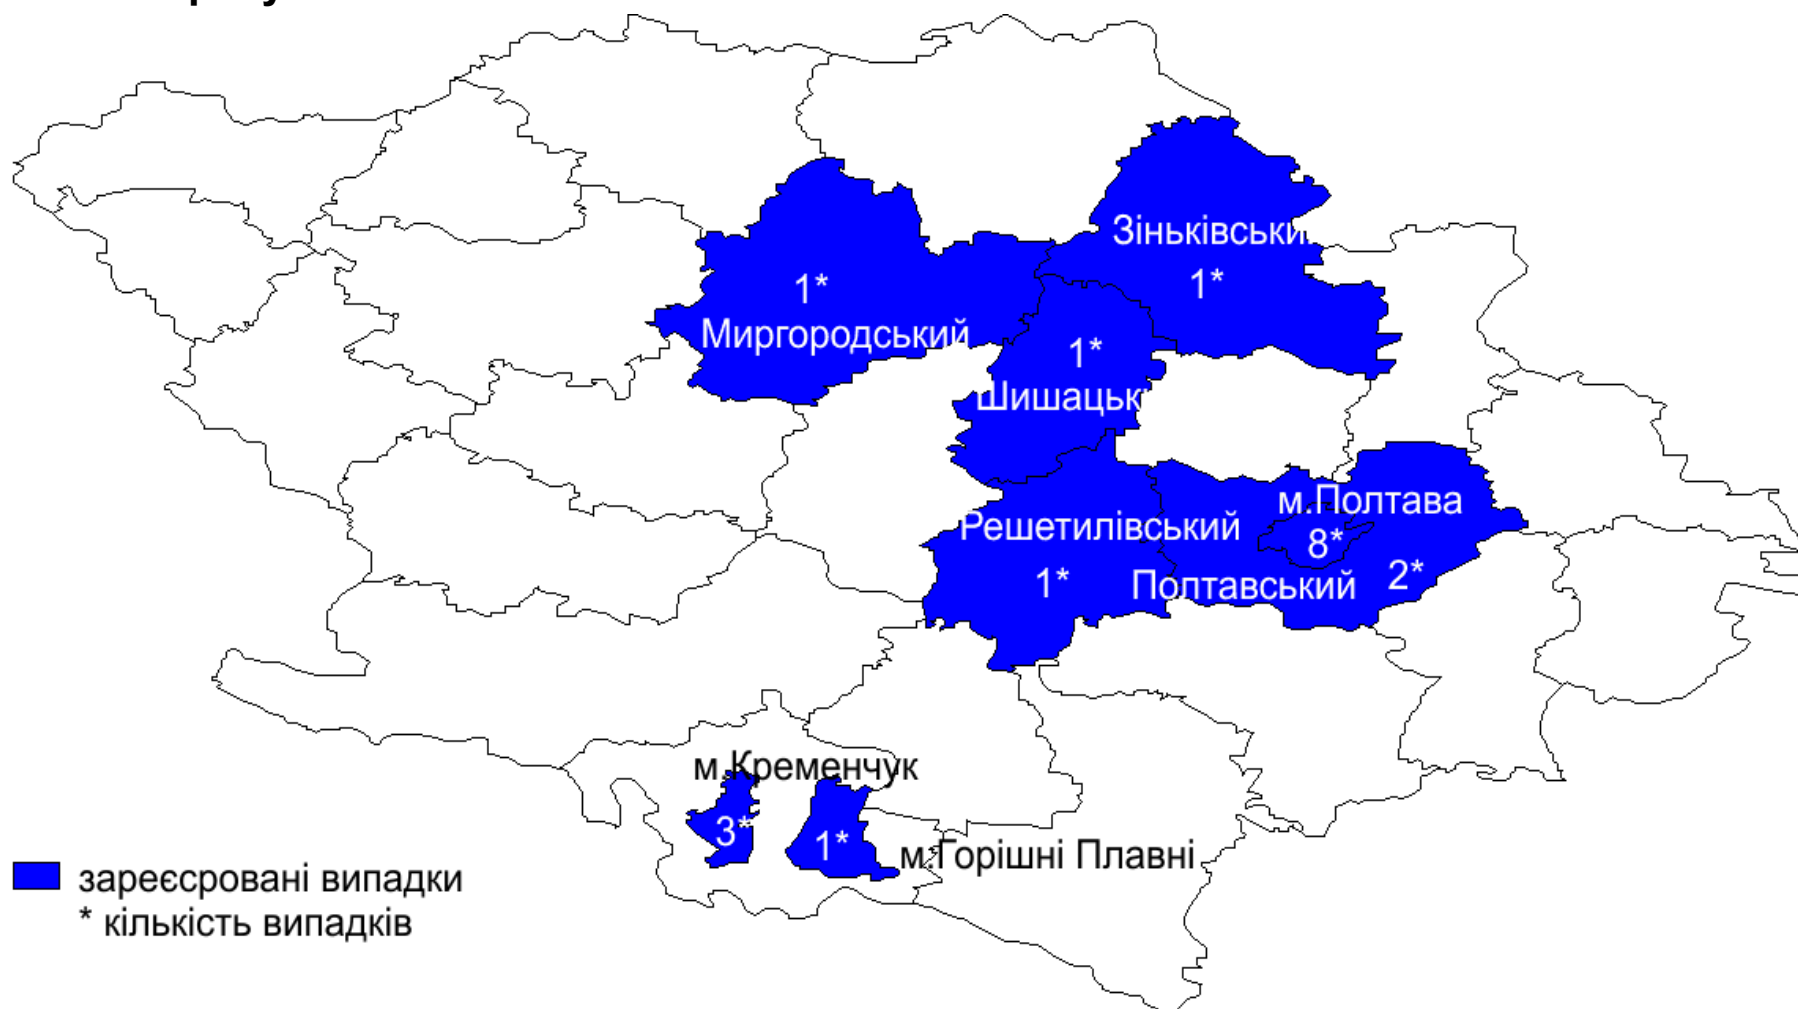 Зіньківськи
1*
1*
Миргородський
1*
Шишацьк
м.Полтава
Решетилівський
8*
1*
Полтавський
2*
м.Кременчук
3*
1*
м.Горішні Плавні
зареєсровані випадки
* кількість випадків